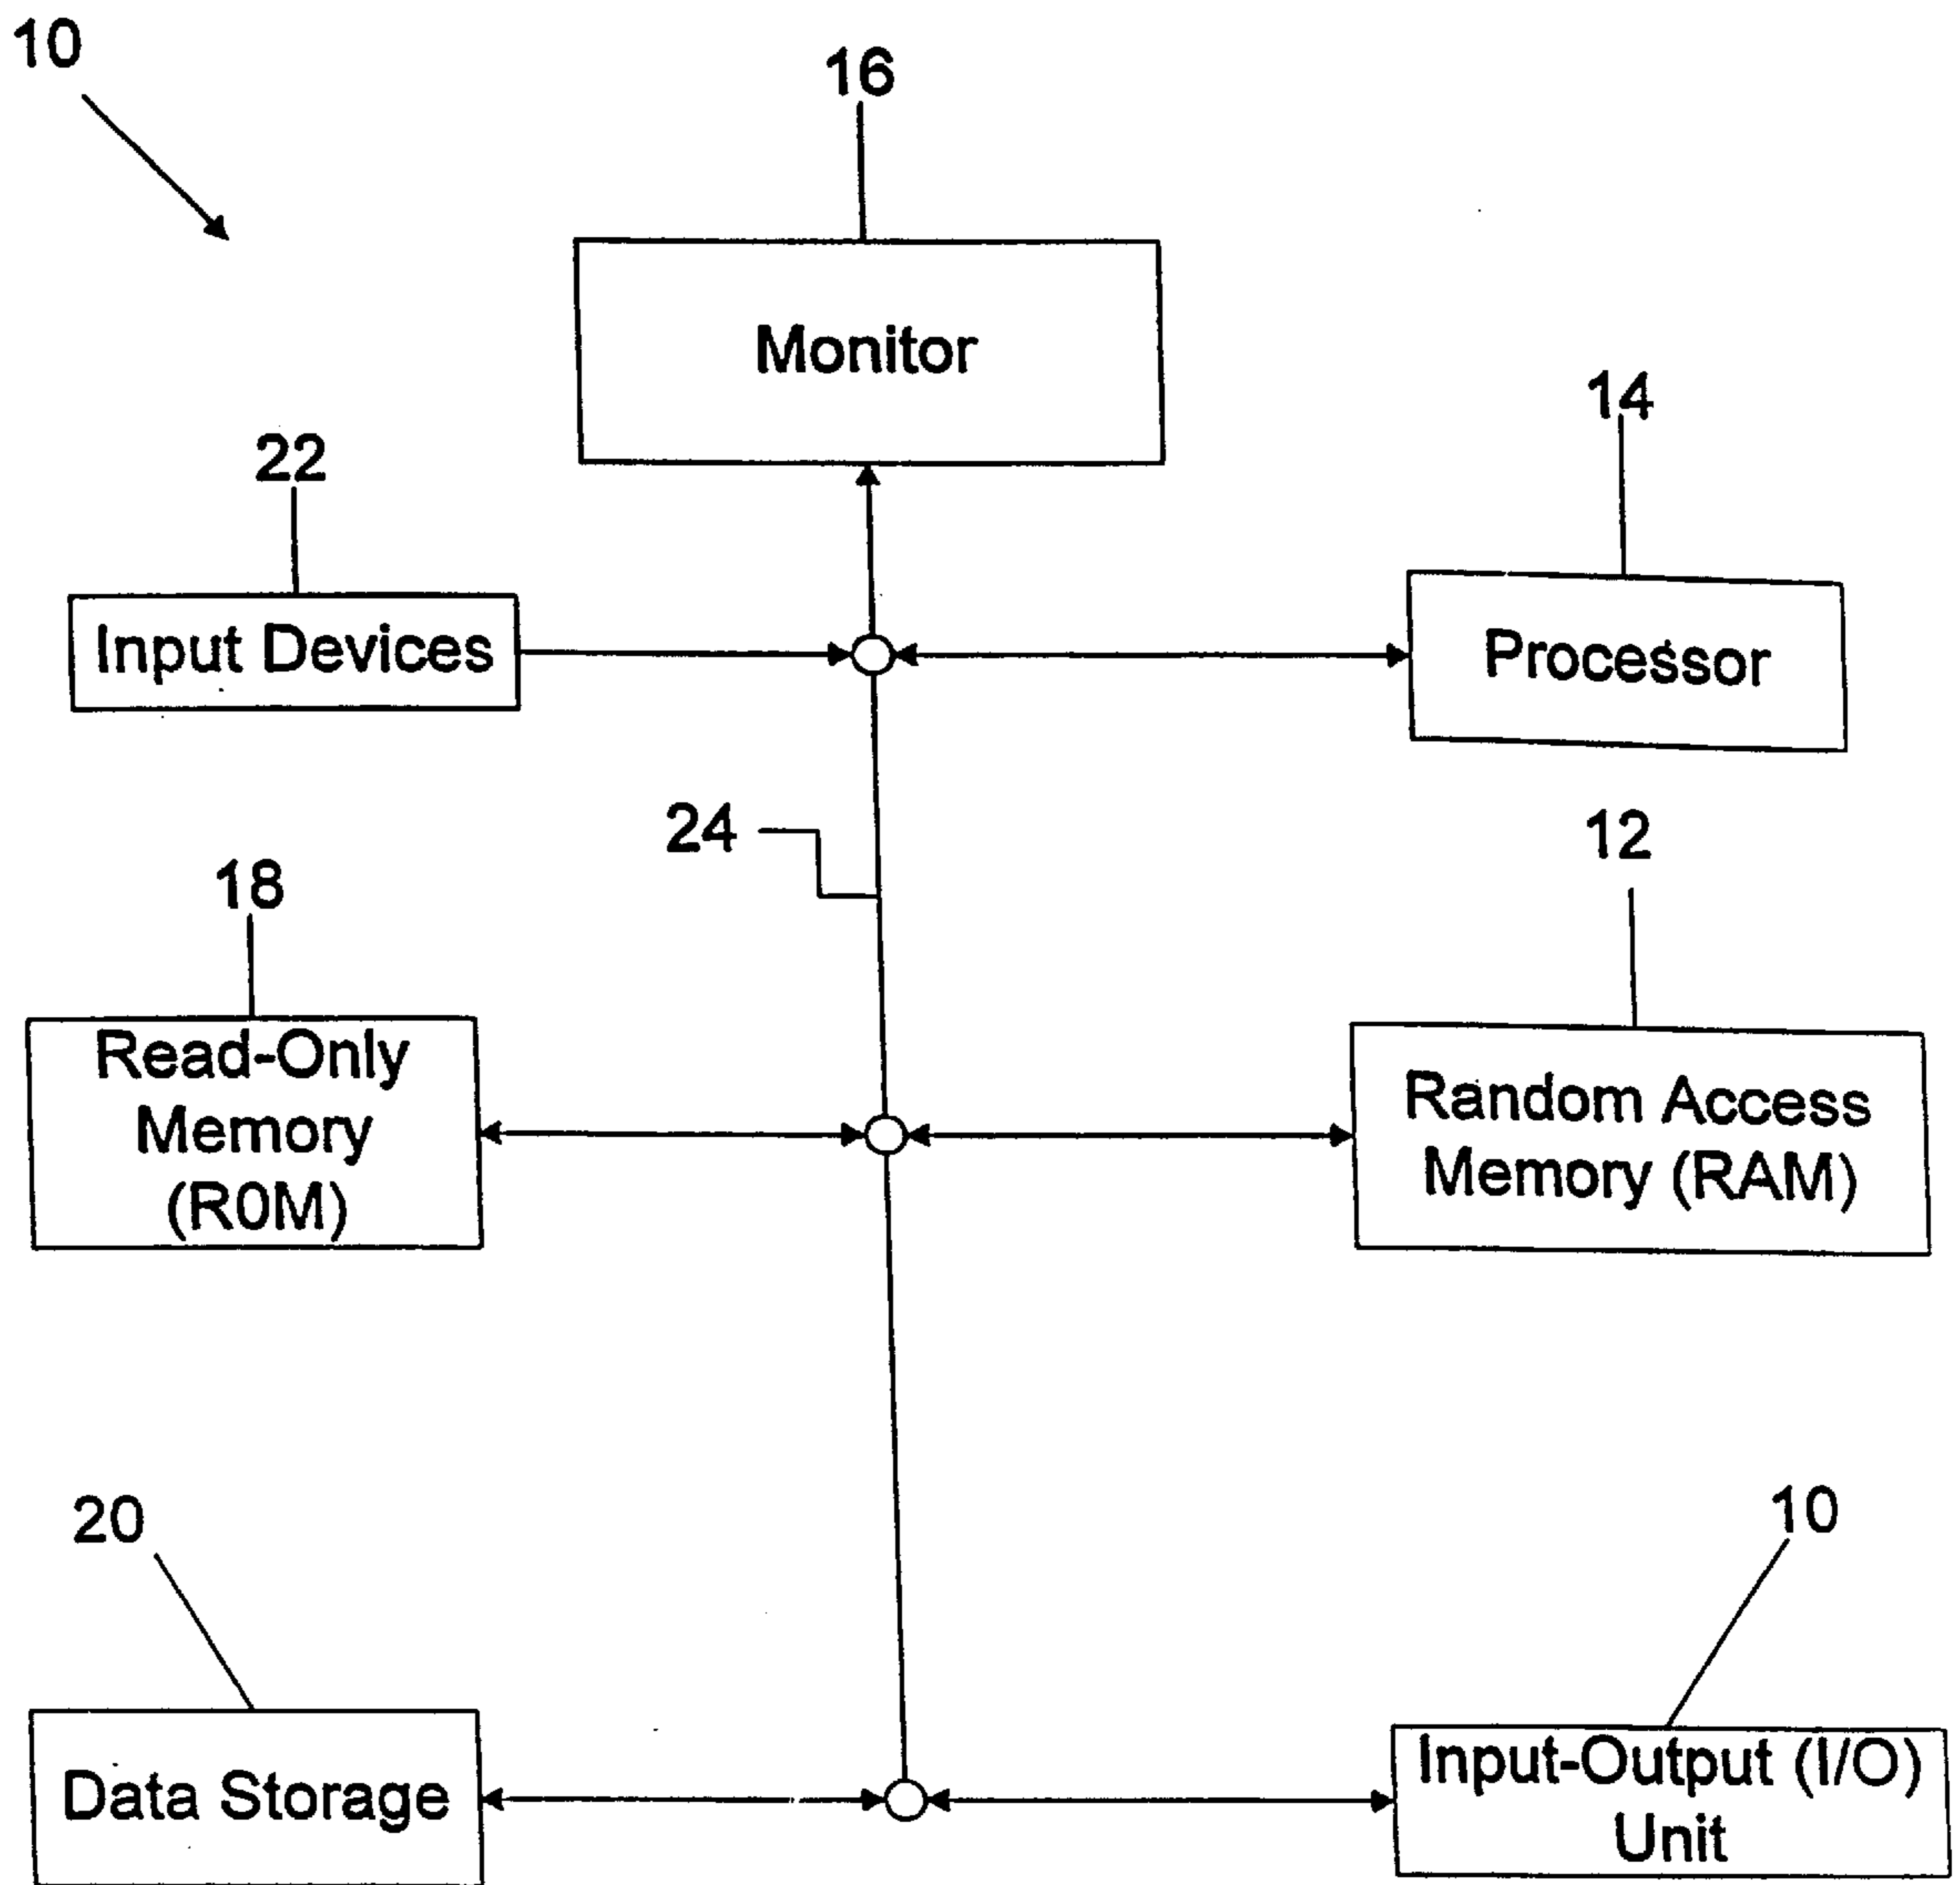 10
16
Monitor
14
22
Input Devices
Processor
24
12
18
Read-Only
Memory
(R0M)
Random Access
Memory (RAM)
20
10
Data Storage
Input-Output (I/O)
Unit